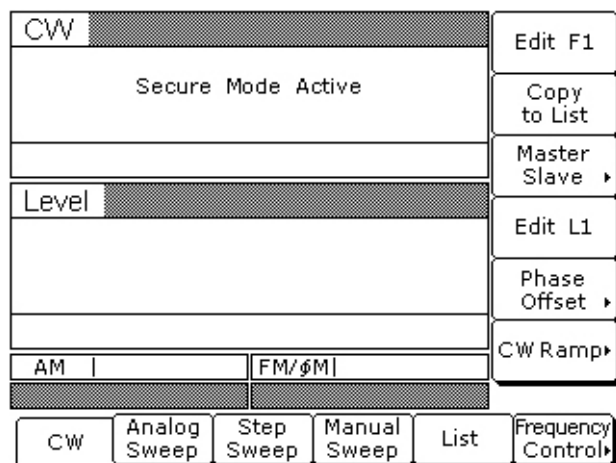 CW
Secure Mode Active
Level
AM
FM/ϕM
Edit F1
Copy
to List
Master
Slave
Edit L1
Phase
Offset
CW Ramp
CW
Analog
Sweep
Step
Sweep
Manual
Sweep
List
Frequency
Control